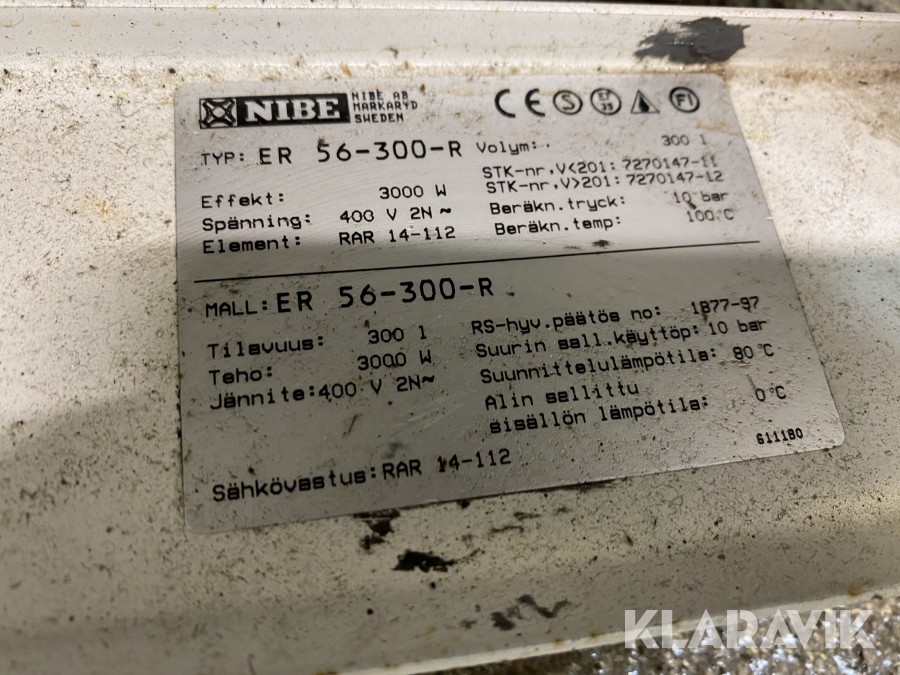 NIBE
NIBE AB
MARKARYD
SWEDEN
CE S FI
TYP: ER 56-300-R
Volym: 300 l
STK-nr.V<201: 7270147-11
STK-nr.V>201: 7270147-12
Effekt: 3000 W
Beräkn.tryck: 10 bar
Spänning: 400 V 2N~
Beräkn.temp: 100°C
Element: RAR 14-112
MALL: ER 56-300-R
Tilavuus: 300 l
RS-hyv.päätös no: 1877-97
Teho: 3000 W
Suurin sall.käyttöp: 10 bar
Jännite: 400 V 2N~
Suunnittelulämpötila: 80°C
Alin sallittu
sisällön lämpötila: 0°C
Sähkövastus: RAR 14-112
611180
KLARAVIK